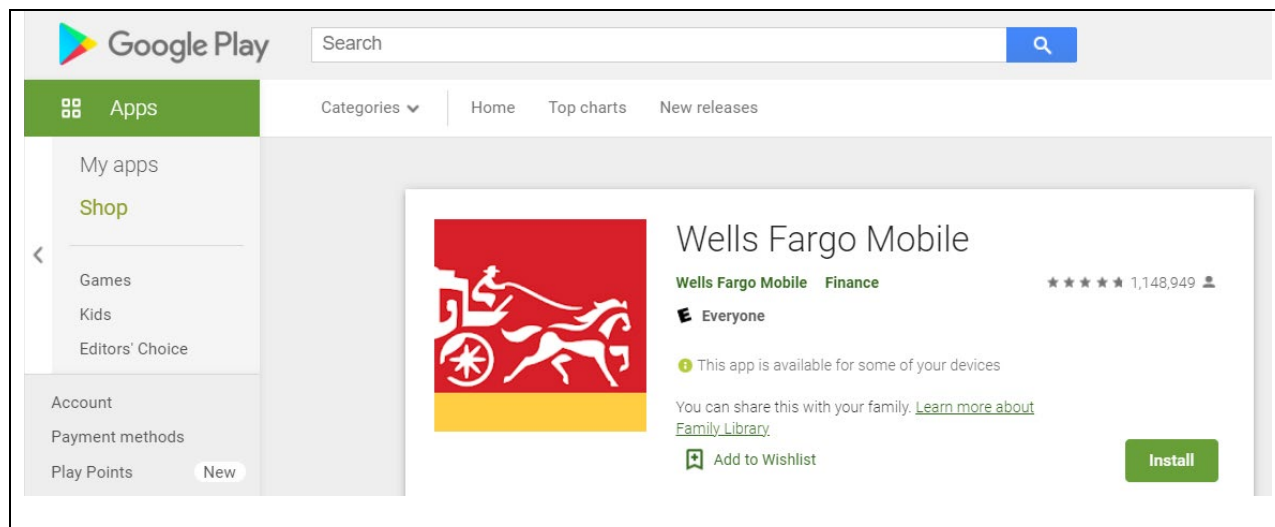 Google Play
Search
Apps
Categories
Home
Top charts
New releases
My apps
Shop
Games
Kids
Editors' Choice
Account
Payment methods
Play Points
New
Wells Fargo Mobile
Wells Fargo Mobile Finance
1,148,949
E Everyone
This app is available for some of your devices
You can share this with your family. Learn more about
Family Library
Add to Wishlist
Install